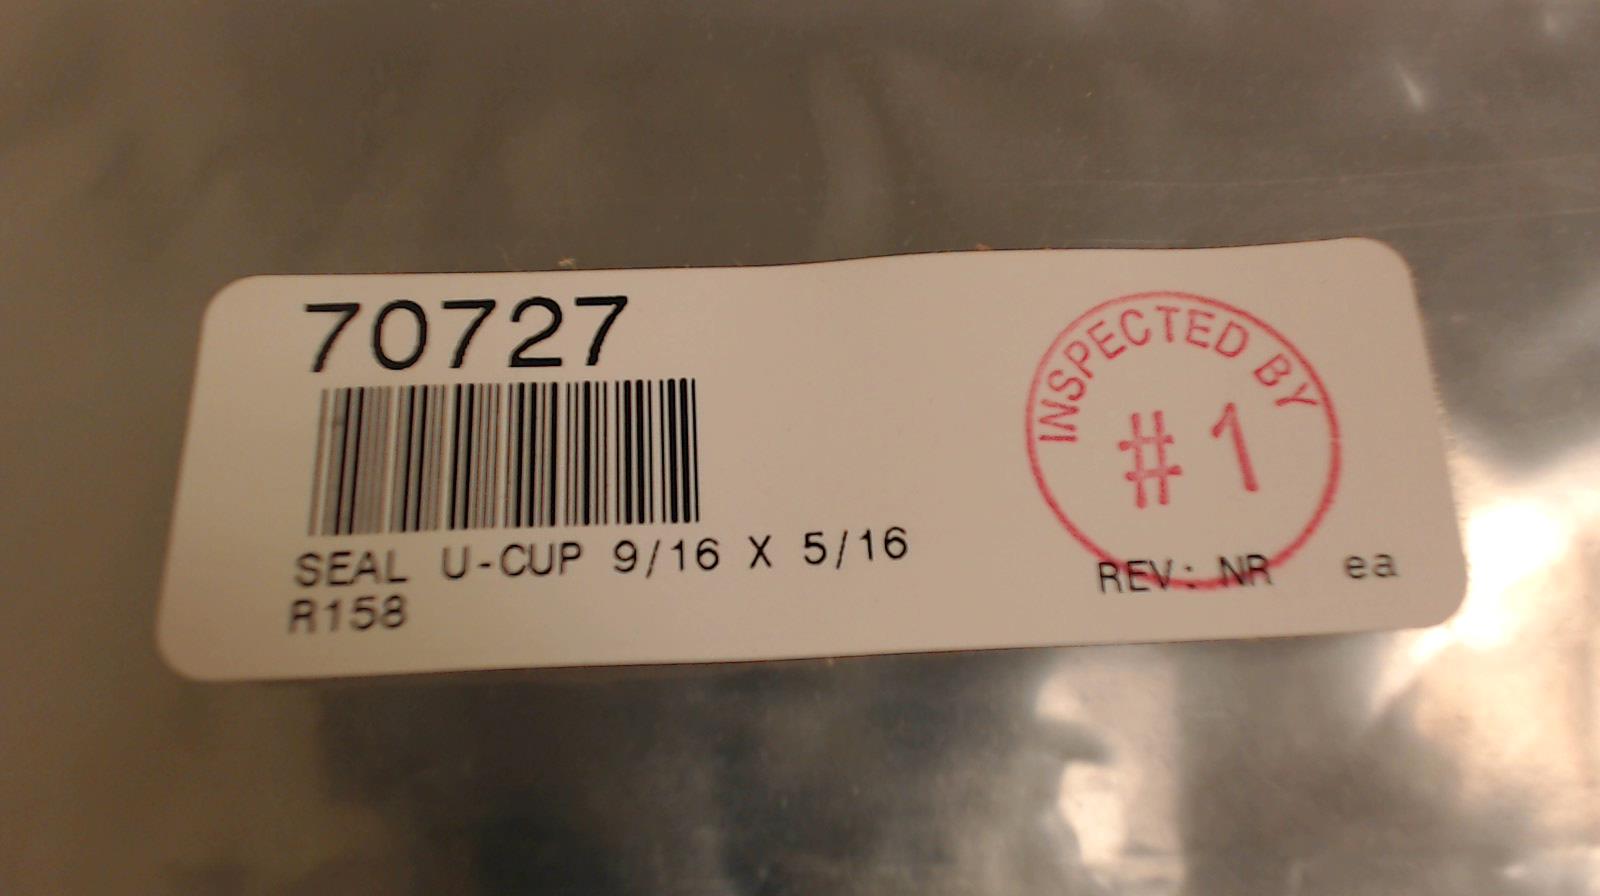 70727
SEAL U-CUP 9/16 X 5/16
R158
INSPECTED BY
#1
REV: NR ea